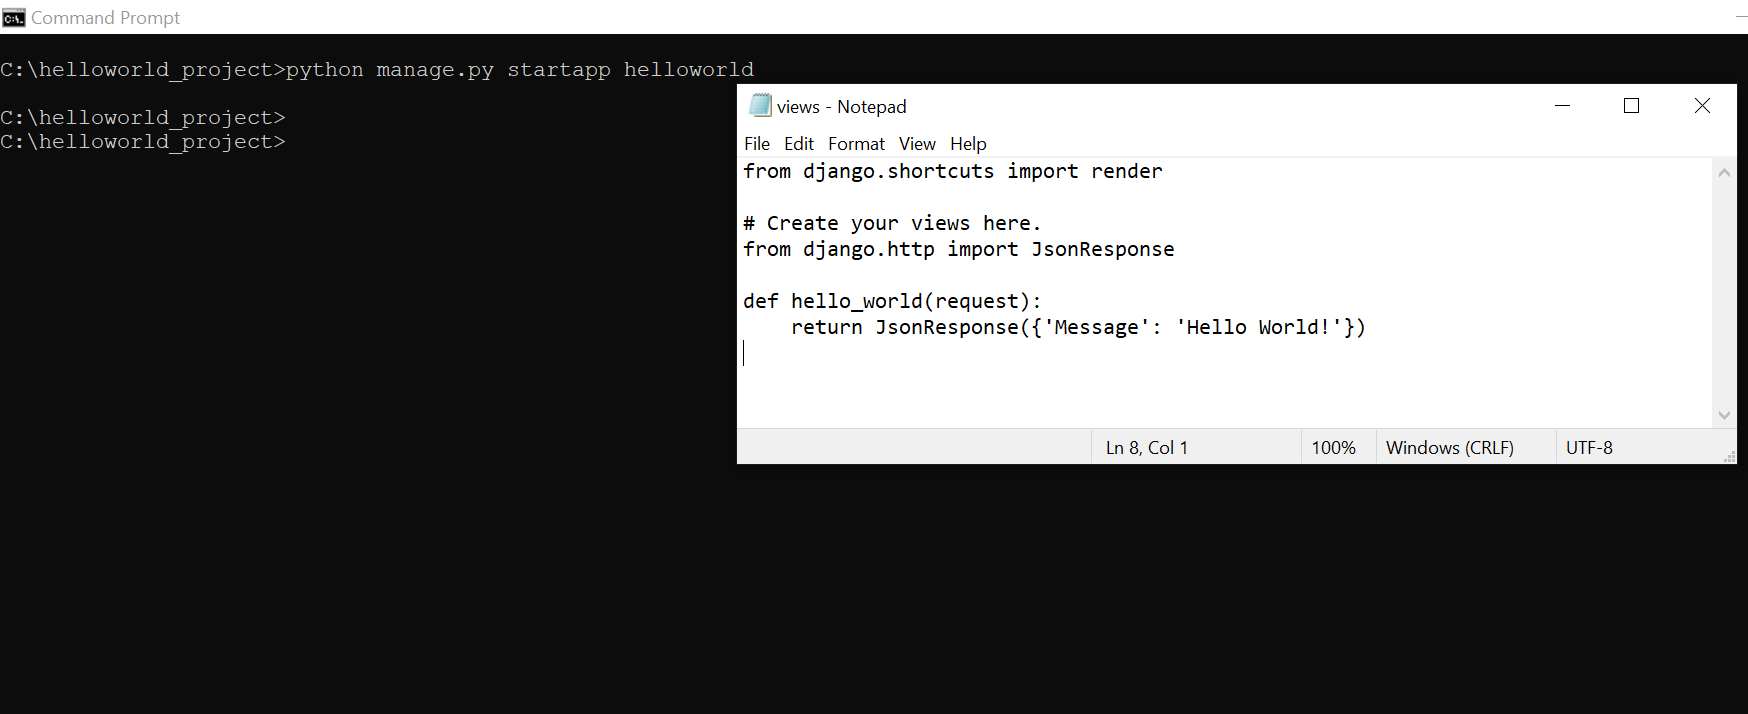 Command Prompt
C:\helloworld_project>python manage.py startapp helloworld
C:\helloworld_project>
C:\helloworld_project>
views - Notepad
File Edit Format View Help
from django.shortcuts import render
# Create your views here.
from django.http import JsonResponse
def hello_world(request):
    return JsonResponse({'Message': 'Hello World!'})
Ln 8, Col 1 100% Windows (CRLF) UTF-8